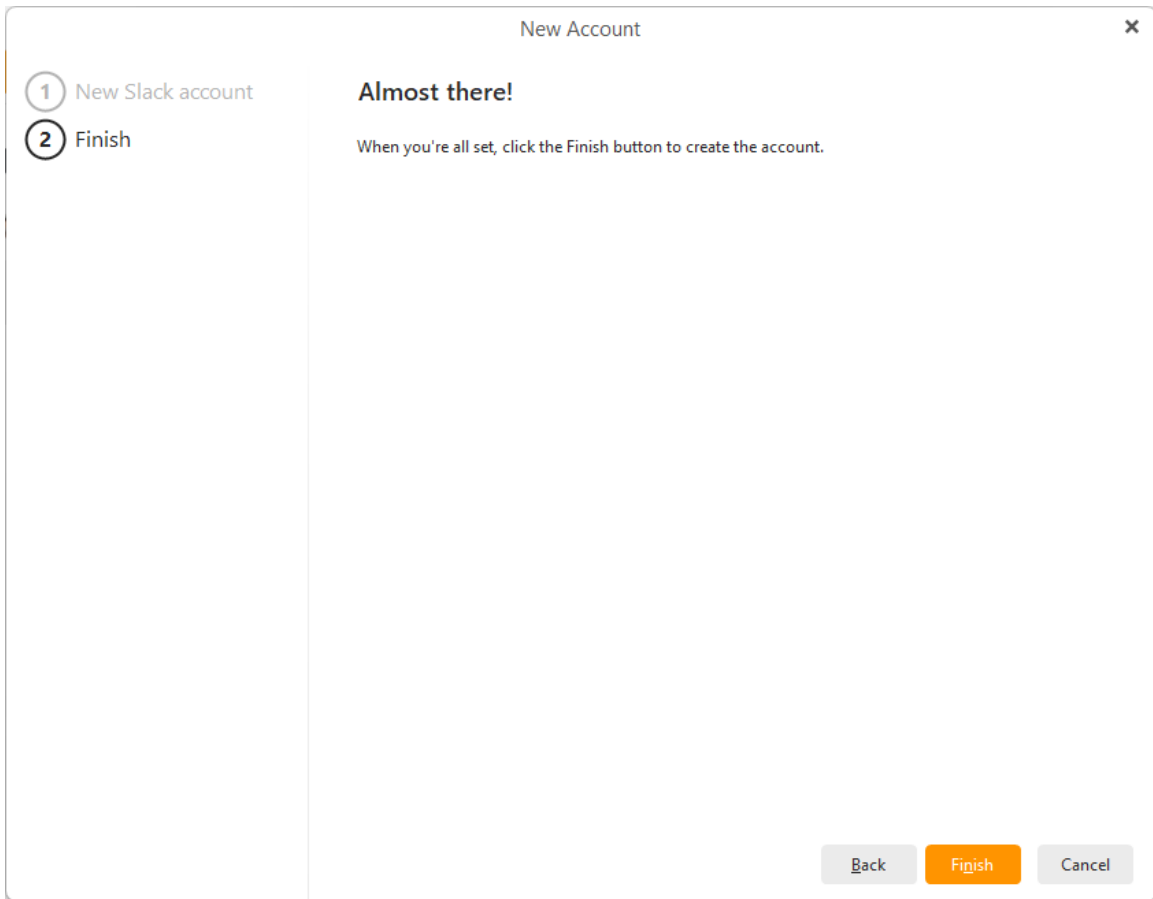 New Account
1 New Slack account
2 Finish
Almost there!
When you're all set, click the Finish button to create the account.
Back Finish Cancel